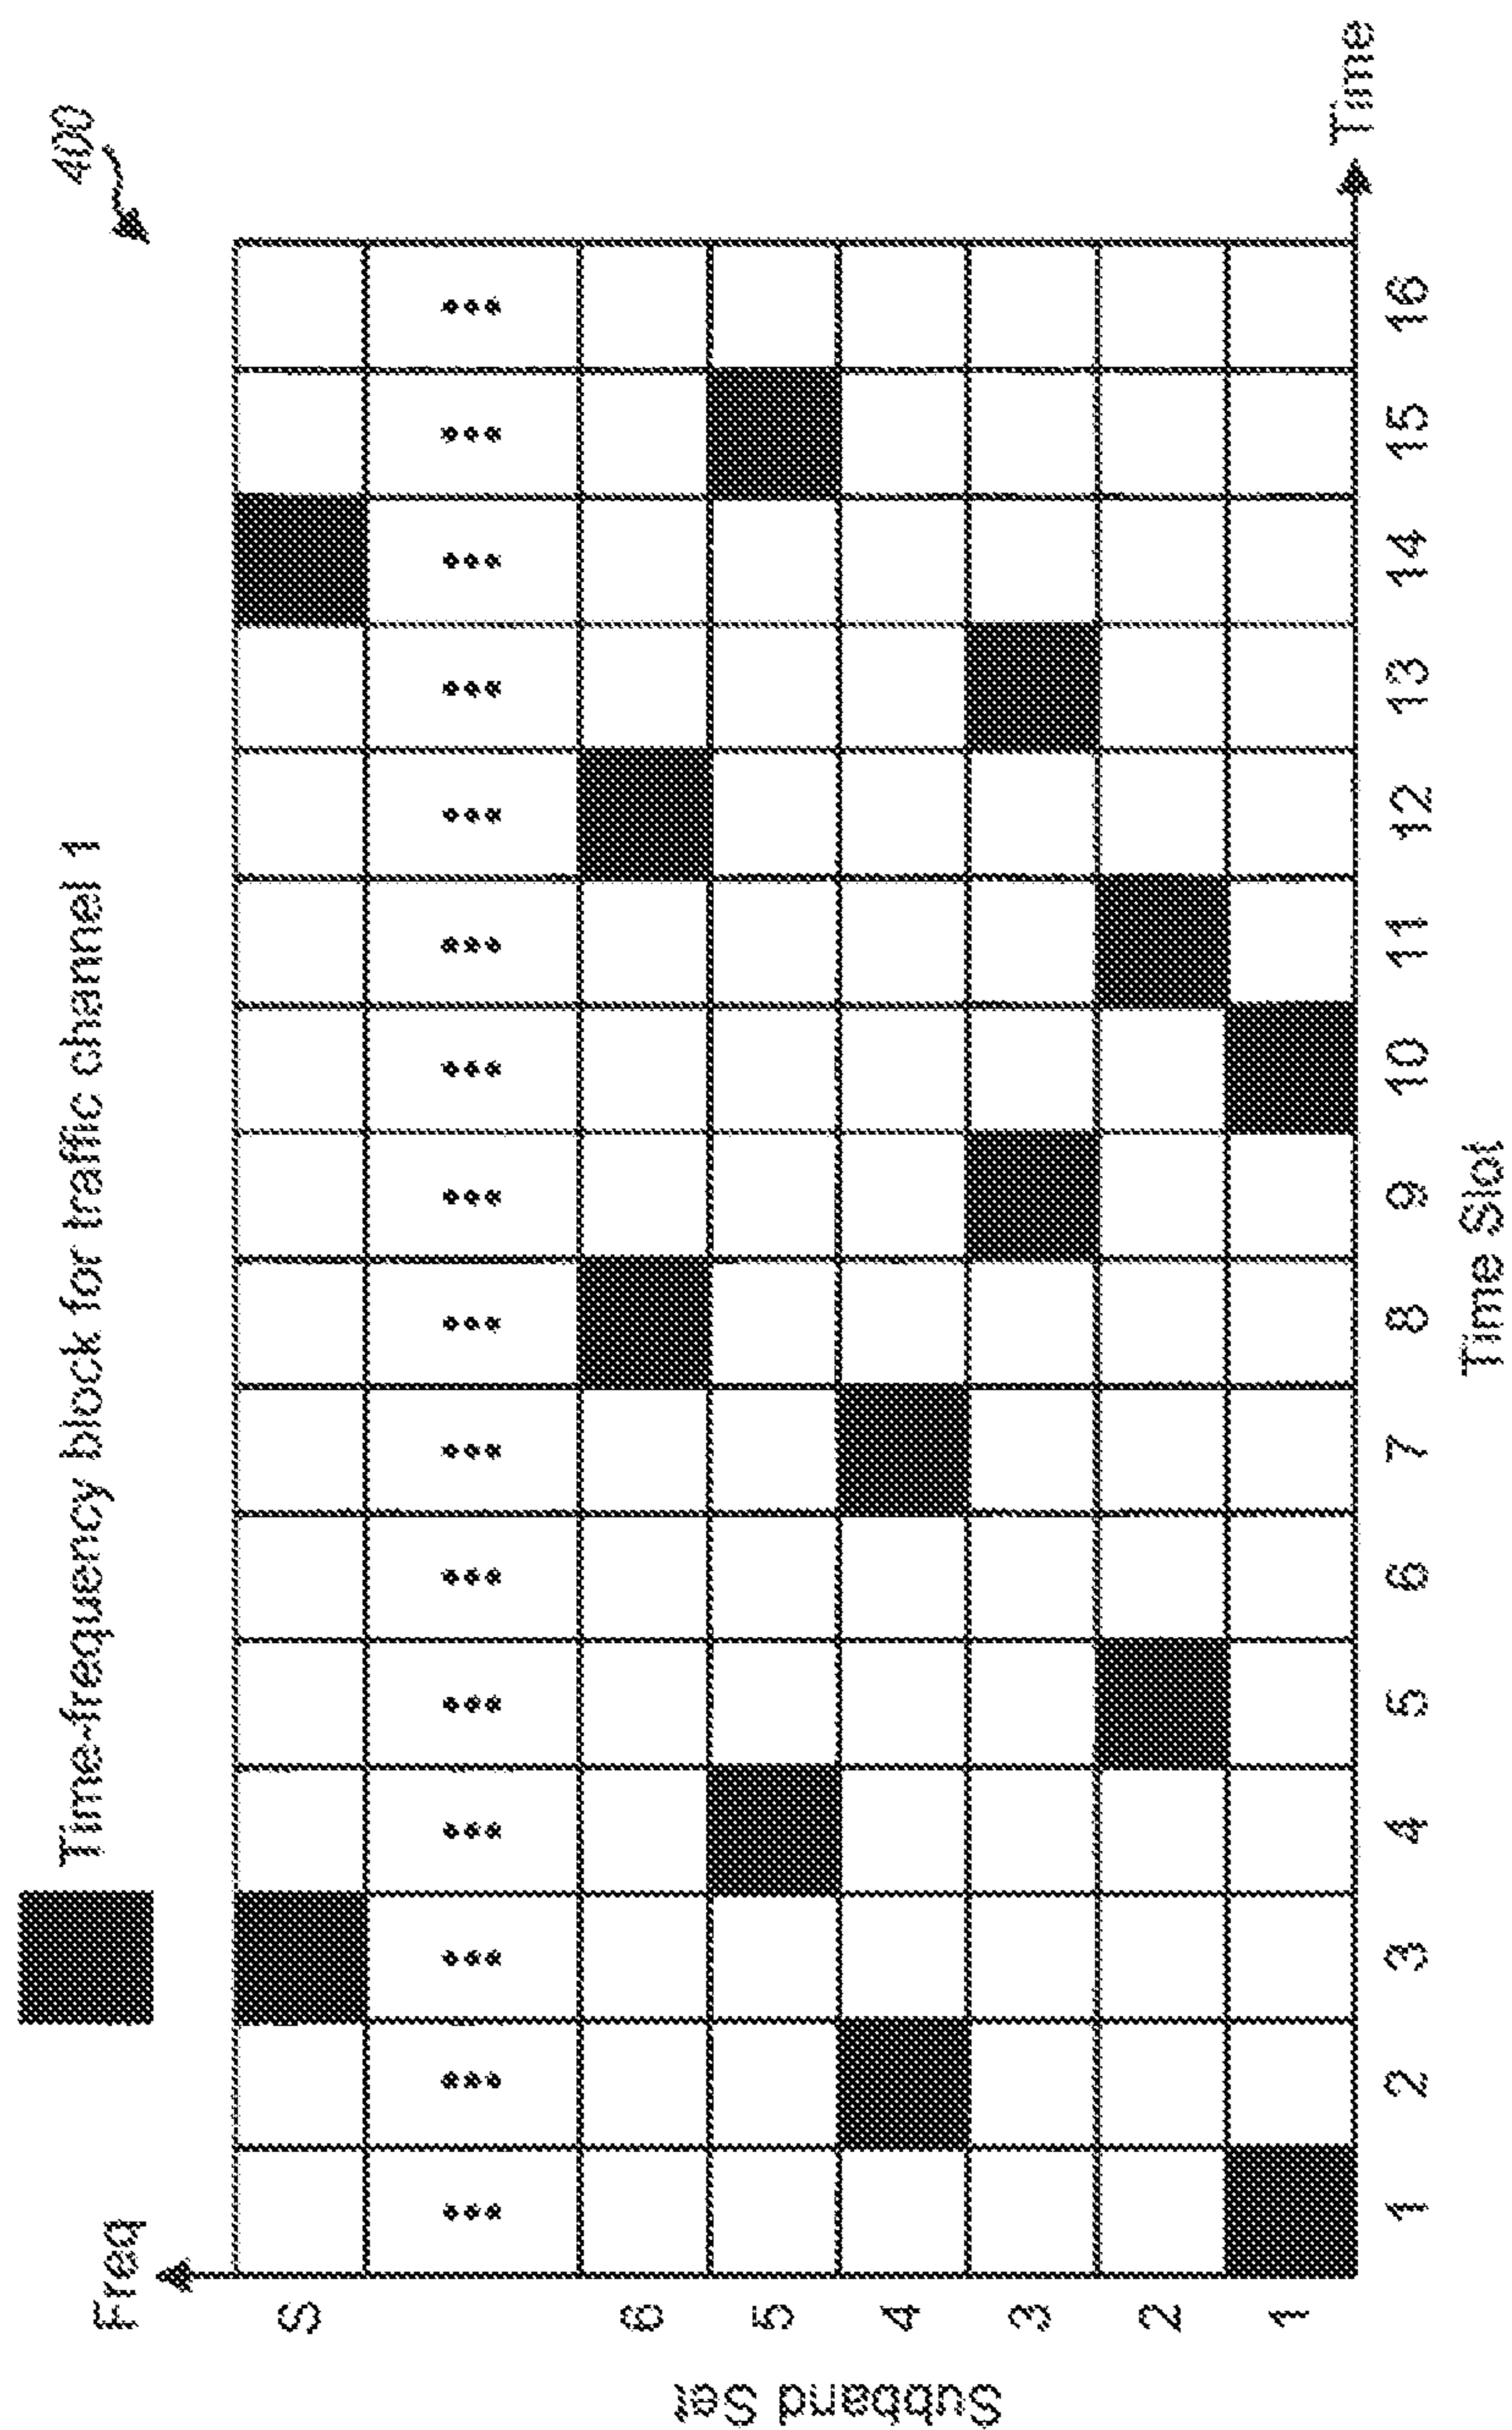 400
Time-frequency block for traffic channel 1
Freq
S
6
5
4
3
2
1
Subband Set
1 2 3 4 5 6 7 8 9 10 11 12 13 14 15 16
Time
Time Slot